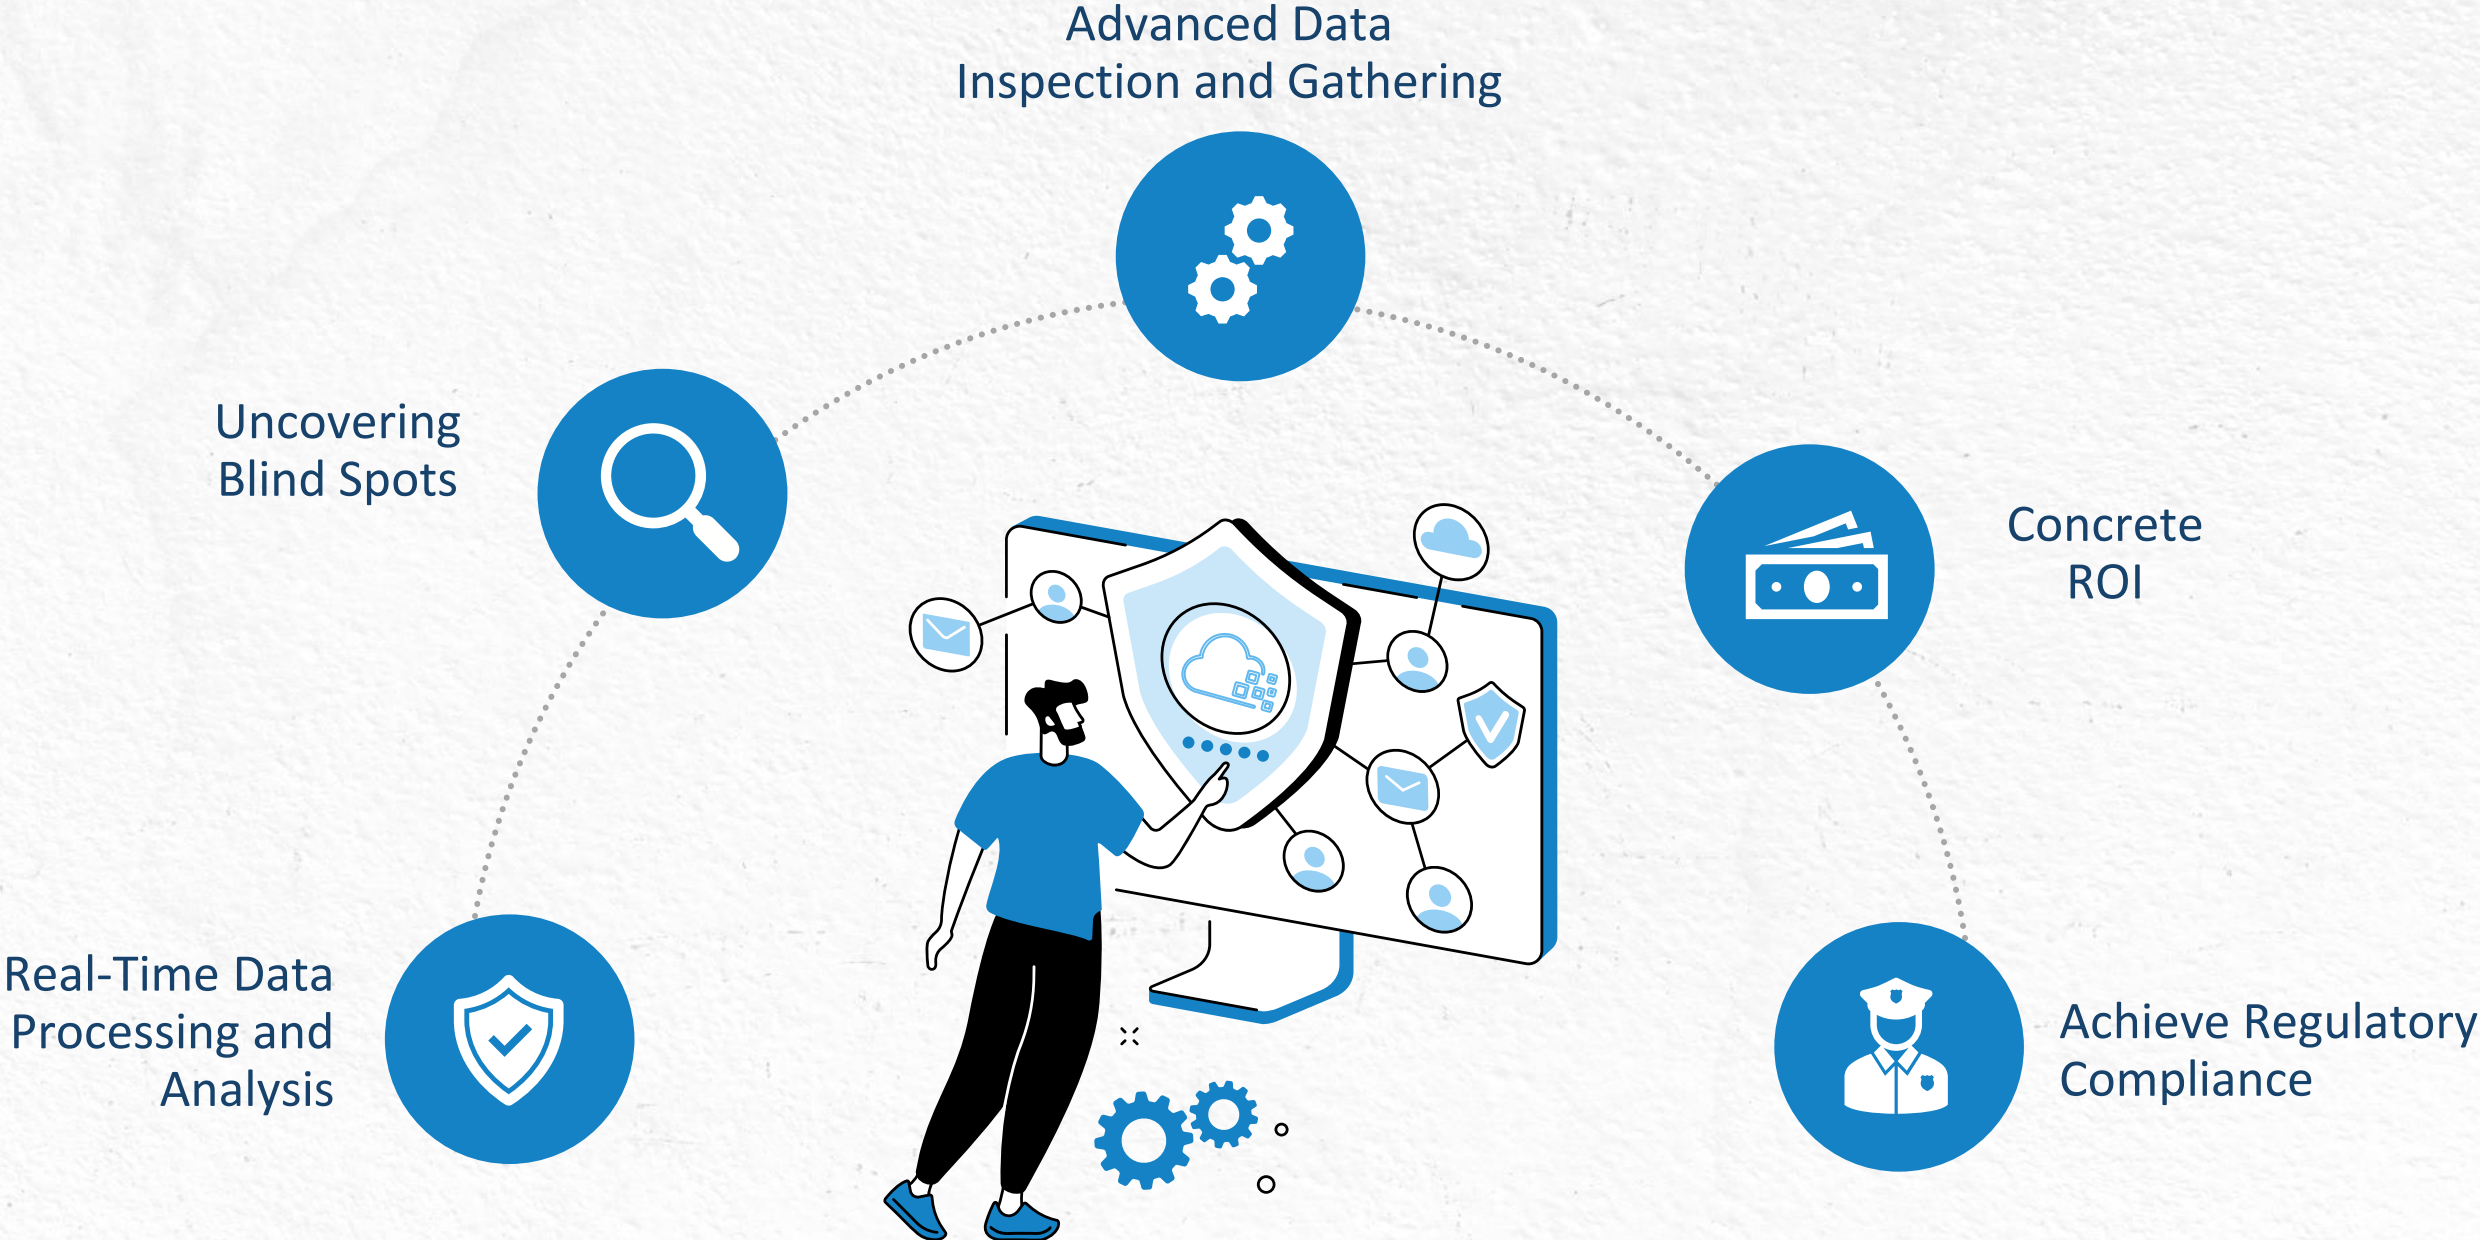 Advanced Data
Inspection and Gathering
Uncovering
Blind Spots
Concrete
ROI
Real-Time Data
Processing and
Analysis
Achieve Regulatory
Compliance